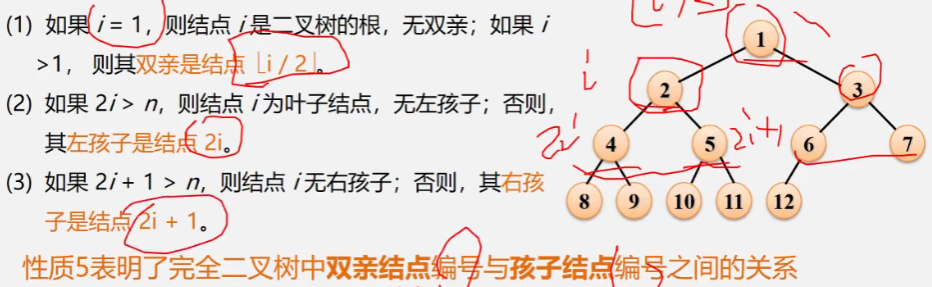 (1) 如果 i = 1，则结点 i 是二叉树的根，无双亲；如果 i
>1， 则其双亲是结点 ⌊i / 2⌋。
(2) 如果 2i > n，则结点 i 为叶子结点，无左孩子；否则，
其左孩子是结点 2i。
(3) 如果 2i + 1 > n，则结点 i 无右孩子；否则，其右孩
子是结点 2i + 1。
性质5表明了完全二叉树中双亲结点编号与孩子结点编号之间的关系
1
i
2
3
2i
4
5
2i+1
6
7
8
9
10
11
12